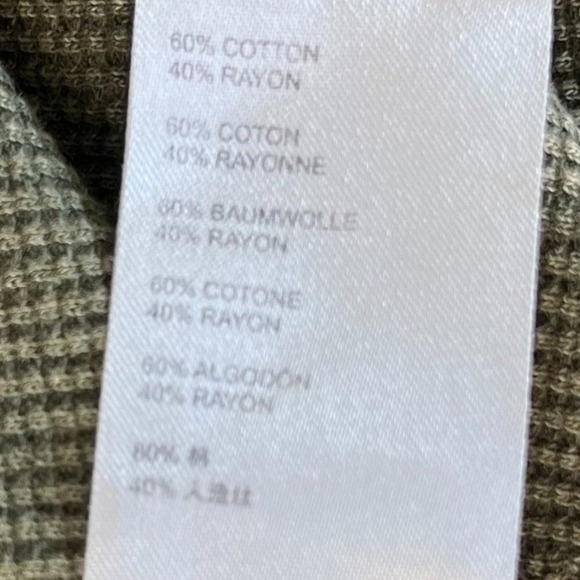 60% COTTON
40% RAYON
60% COTON
40% RAYONNE
60% BAUMWOLLE
40% RAYON
60% COTONE
40% RAYON
60% ALGODÓN
40% RAYON
60% 棉
40% 人造丝